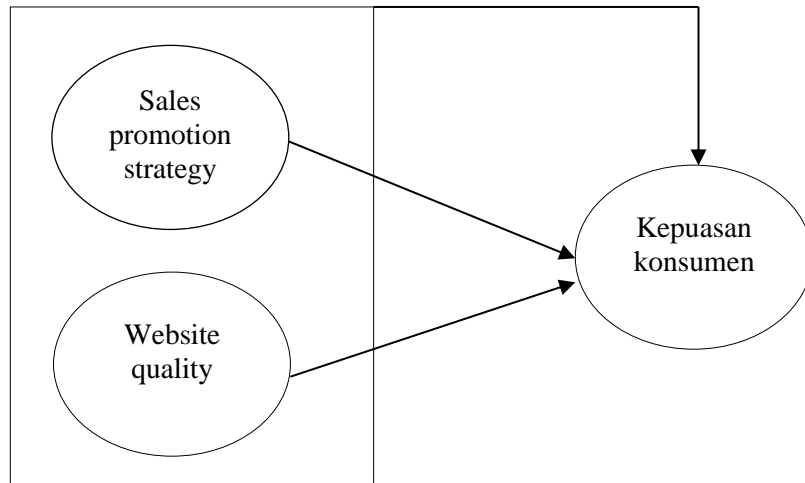 Sales
promotion
strategy
Kepuasan
konsumen
Website
quality